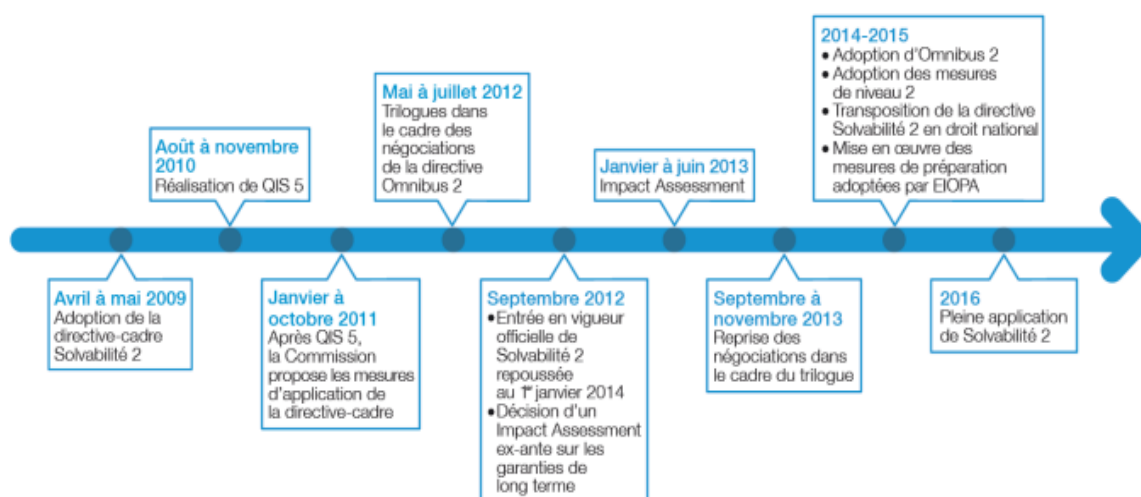 Avril à mai 2009
Adoption de la
directive-cadre
Solvabilité 2
Août à novembre
2010
Réalisation de QIS 5
Janvier à
octobre 2011
Après QIS 5,
la Commission
propose les mesures
d'application de
la directive-cadre
Mai à juillet 2012
Trilogues dans
le cadre des
négociations
de la directive
Omnibus 2
Septembre 2012
•Entrée en vigueur
officielle de
Solvabilité 2
repoussée
au 1er janvier 2014
•Décision d'un
Impact Assessment
ex-ante sur les
garanties de
long terme
Janvier à juin 2013
Impact Assessment
Septembre à
novembre 2013
Reprise des
négociations dans
le cadre du trilogue
2014-2015
• Adoption d'Omnibus 2
• Adoption des mesures
de niveau 2
• Transposition de la directive
Solvabilité 2 en droit national
• Mise en œuvre des
mesures de préparation
adoptées par EIOPA
2016
Pleine application
de Solvabilité 2